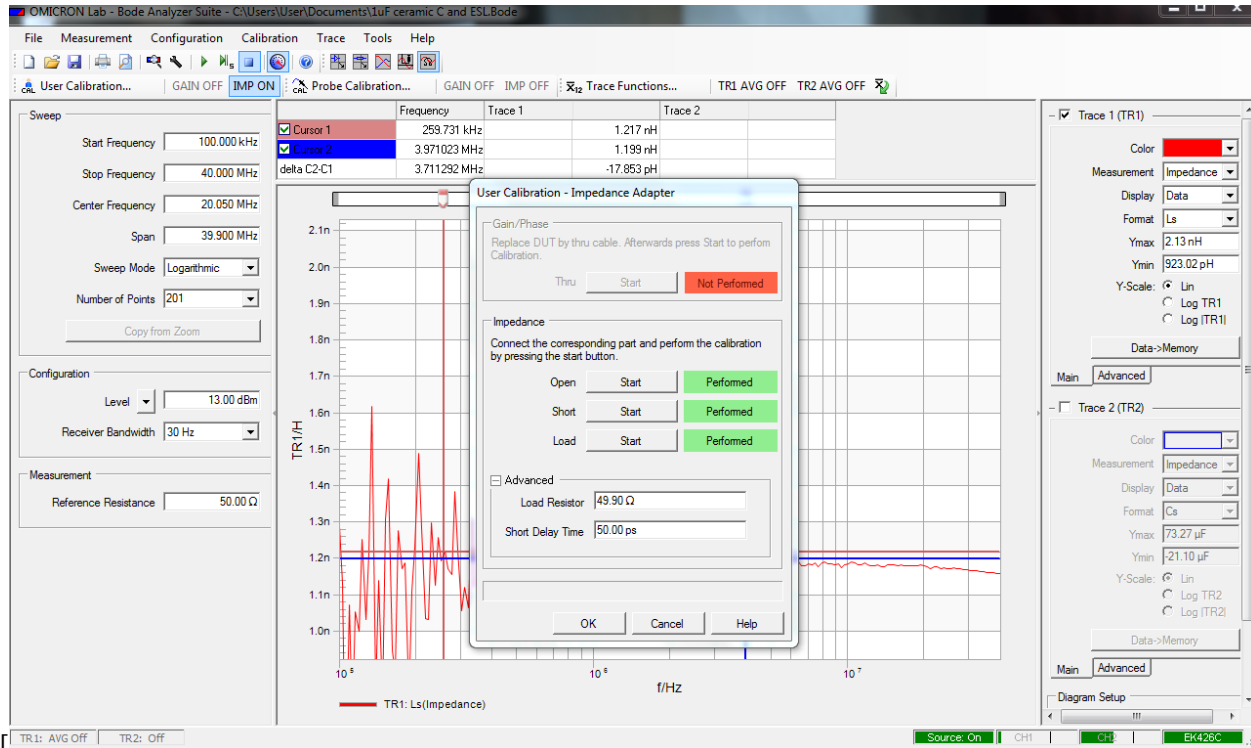 OMICRON Lab - Bode Analyzer Suite - C:\Users\User\Documents\1uF ceramic C and ESL.Bode
File Measurement Configuration Calibration Trace Tools Help
User Calibration... GAIN OFF IMP ON CAL Probe Calibration... GAIN OFF IMP OFF Trace Functions... TR1 AVG OFF TR2 AVG OFF
Sweep
Start Frequency 100.000 kHz
Stop Frequency 40.000 MHz
Center Frequency 20.050 MHz
Span 39.900 MHz
Sweep Mode Logarithmic
Number of Points 201
Copy from Zoom
Configuration
Level 13.00 dBm
Receiver Bandwidth 30 Hz
Measurement
Reference Resistance 50.00 Ω
Frequency Trace 1 Trace 2
Cursor 1 259.731 kHz 1.217 nH
Cursor 2 3.971023 MHz 1.199 nH
delta C2-C1 3.711292 MHz -17.853 pH
TR1/H
2.1n
2.0n
1.9n
1.8n
1.7n
1.6n
1.5n
1.4n
1.3n
1.2n
1.1n
1.0n
10⁵ 10⁶ 10⁷
f/Hz
TR1: Ls(Impedance)
User Calibration - Impedance Adapter
Gain/Phase
Replace DUT by thru cable. Afterwards press Start to perfom
Calibration.
Thru Start Not Performed
Impedance
Connect the corresponding part and perform the calibration
by pressing the start button.
Open Start Performed
Short Start Performed
Load Start Performed
Advanced
Load Resistor 49.90 Ω
Short Delay Time 50.00 ps
OK Cancel Help
Trace 1 (TR1)
Color
Measurement Impedance
Display Data
Format Ls
Ymax 2.13 nH
Ymin 923.02 pH
Y-Scale: Lin
Log TR1
Log |TR1|
Data->Memory
Main Advanced
Trace 2 (TR2)
Color
Measurement Impedance
Display Data
Format Cs
Ymax 73.27 µF
Ymin -21.10 µF
Y-Scale: Lin
Log TR2
Log |TR2|
Data->Memory
Main Advanced
Diagram Setup
TR1: AVG Off TR2: Off Source: On CH1 CH2 EK426C